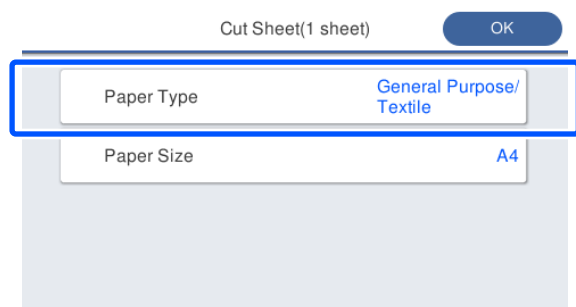 Cut Sheet(1 sheet)
OK
Paper Type
General Purpose/
Textile
Paper Size
A4